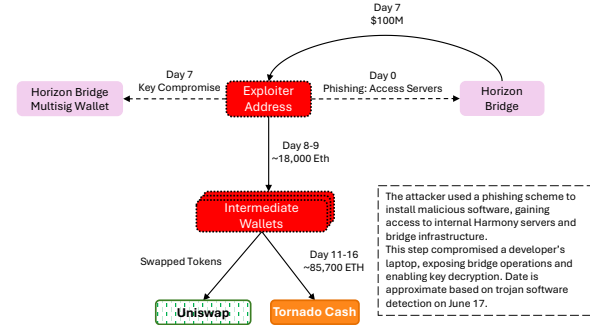 Day 7
$100M
Day 7
Key Compromise
Day 0
Phishing: Access Servers
Horizon Bridge
Multisig Wallet
Exploiter
Address
Horizon
Bridge
Day 8-9
~18,000 Eth
Intermediate
Wallets
Swapped Tokens
Day 11-16
~85,700 ETH
Uniswap
Tornado Cash
The attacker used a phishing scheme to
install malicious software, gaining
access to internal Harmony servers and
bridge infrastructure.
This step compromised a developer's
laptop, exposing bridge operations and
enabling key decryption. Date is
approximate based on trojan software
detection on June 17.